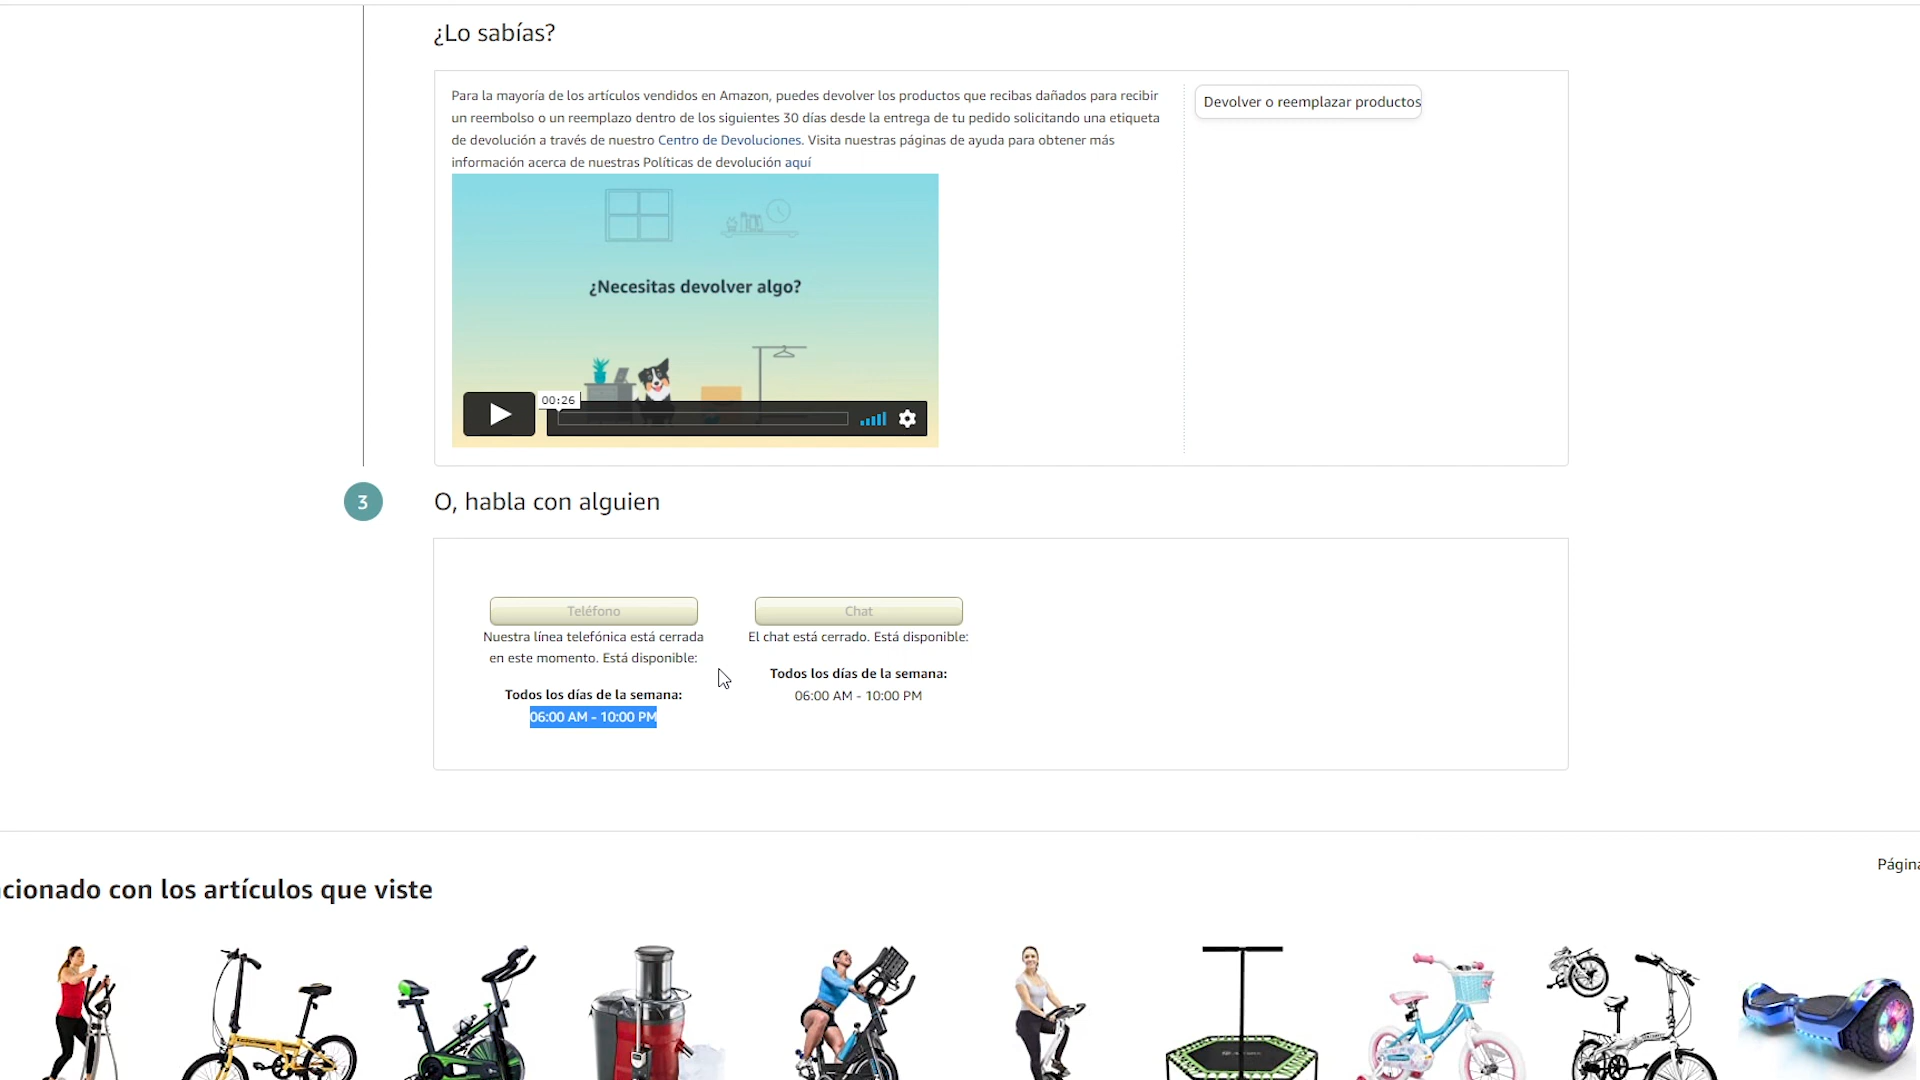 ¿Lo sabías?
Para la mayoría de los artículos vendidos en Amazon, puedes devolver los productos que recibas dañados para recibir
un reembolso o un reemplazo dentro de los siguientes 30 días desde la entrega de tu pedido solicitando una etiqueta
de devolución a través de nuestro Centro de Devoluciones. Visita nuestras páginas de ayuda para obtener más
información acerca de nuestras Políticas de devolución aquí
Devolver o reemplazar productos
¿Necesitas devolver algo?
00:26
3
O, habla con alguien
Teléfono
Nuestra línea telefónica está cerrada
en este momento. Está disponible:
Todos los días de la semana:
06:00 AM - 10:00 PM
Chat
El chat está cerrado. Está disponible:
Todos los días de la semana:
06:00 AM - 10:00 PM
Página
cionado con los artículos que viste